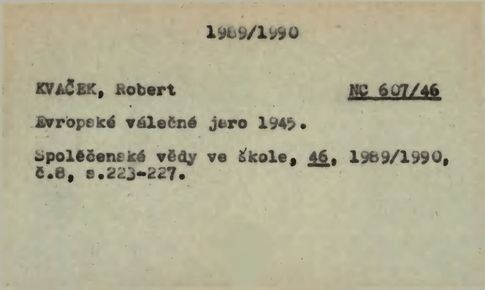 1989/1990
KVAČEK, Robert NC 607/46
Evropské válečné jaro 1945.
Společenské vědy ve škole, 46, 1989/1990,
č.8, s.223-227.